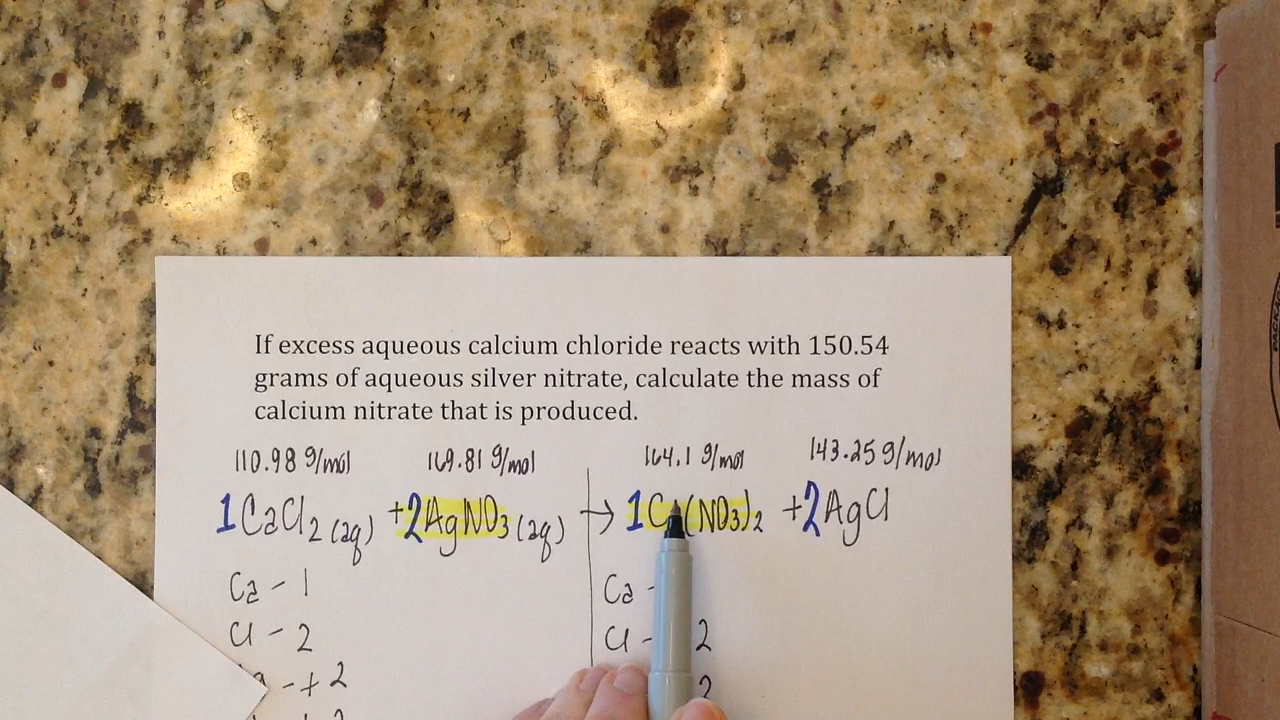 If excess aqueous calcium chloride reacts with 150.54
grams of aqueous silver nitrate, calculate the mass of
calcium nitrate that is produced.
110.98 g/mol 169.81 g/mol 164.1 g/mol 143.25 g/mol
1CaCl2 (aq) + 2AgNO3 (aq) → 1Ca(NO3)2 + 2AgCl
Ca - 1 Ca -
Cl - 2 Cl - 2
2 2